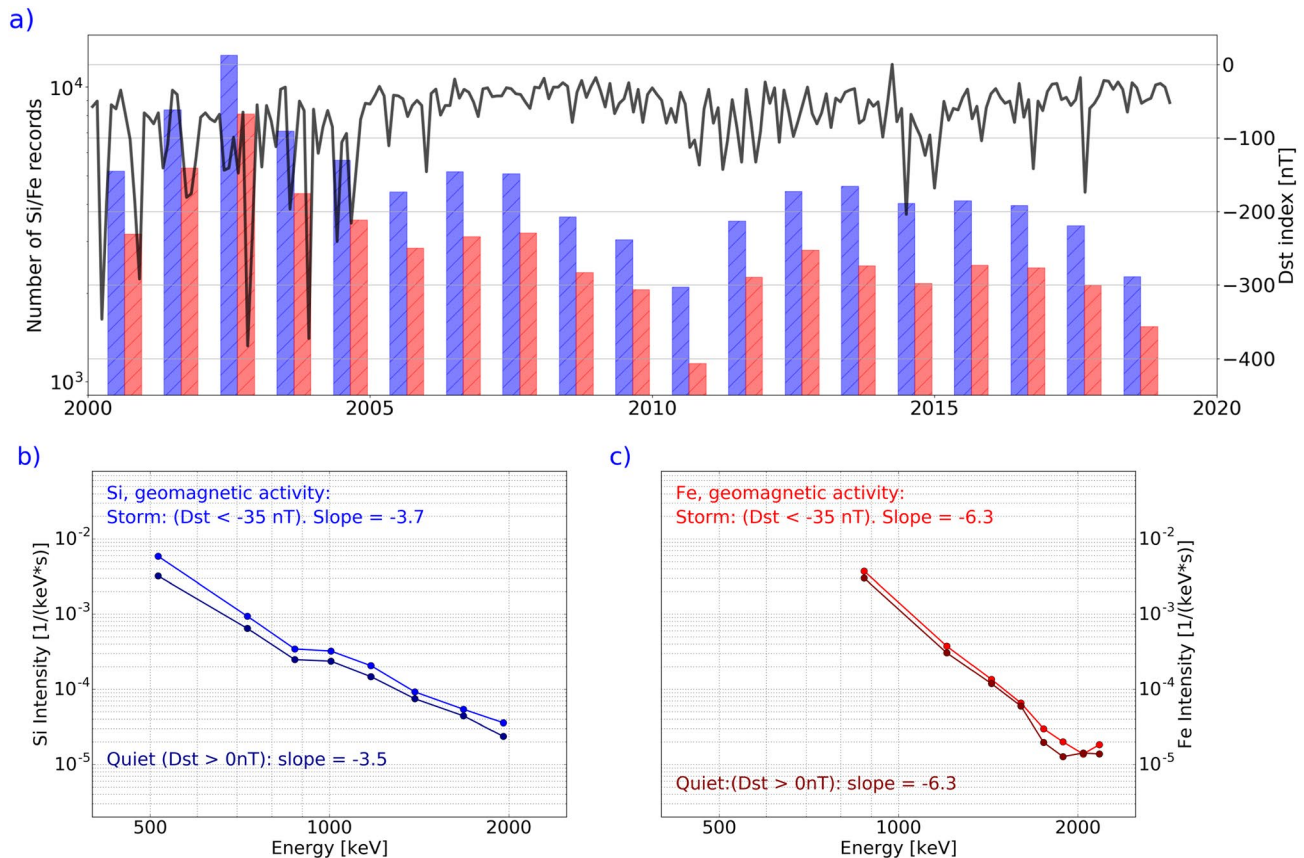 a)
Number of Si/Fe records
10^4
10^3
0
−100
−200
−300
−400
Dst index [nT]
2000 2005 2010 2015 2020
b)
Si, geomagnetic activity:
Storm: (Dst < -35 nT). Slope = -3.7
Quiet (Dst > 0nT): slope = -3.5
Si Intensity [1/(keV*s)]
10^-2
10^-3
10^-4
10^-5
500 1000 2000
Energy [keV]
c)
Fe, geomagnetic activity:
Storm: (Dst < -35 nT). Slope = -6.3
Quiet:(Dst > 0nT): slope = -6.3
10^-2
10^-3
10^-4
10^-5
Fe Intensity [1/(keV*s)]
500 1000 2000
Energy [keV]